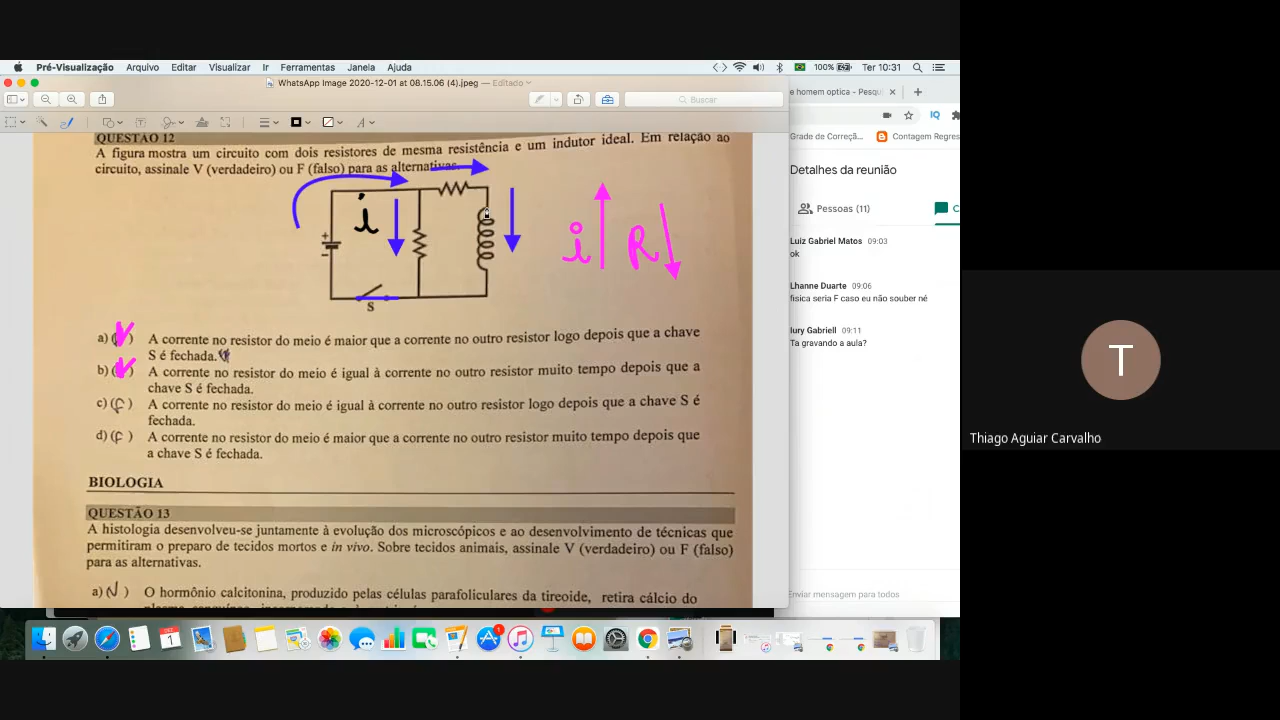 Pré-Visualização Arquivo Editar Visualizar Ir Ferramentas Janela Ajuda
100% Ter 10:31
WhatsApp Image 2020-12-01 at 08.15.06 (4).jpeg — Editado
Buscar
e homem optica - Pesqui
Grade de Correçã... Contagem Regres
QUESTÃO 12
A figura mostra um circuito com dois resistores de mesma resistência e um indutor ideal. Em relação ao
circuito, assinale V (verdadeiro) ou F (falso) para as alternativas.
i
+
-
S
i R
a) (V) A corrente no resistor do meio é maior que a corrente no outro resistor logo depois que a chave
S é fechada.
b) (V) A corrente no resistor do meio é igual à corrente no outro resistor muito tempo depois que a
chave S é fechada.
c) (F) A corrente no resistor do meio é igual à corrente no outro resistor logo depois que a chave S é
fechada.
d) (F) A corrente no resistor do meio é maior que a corrente no outro resistor muito tempo depois que
a chave S é fechada.
BIOLOGIA
QUESTÃO 13
A histologia desenvolveu-se juntamente à evolução dos microscópicos e ao desenvolvimento de técnicas que
permitiram o preparo de tecidos mortos e in vivo. Sobre tecidos animais, assinale V (verdadeiro) ou F (falso)
para as alternativas.
a) (V) O hormônio calcitonina, produzido pelas células parafoliculares da tireoide, retira cálcio do
Detalhes da reunião
Pessoas (11)
C
Luiz Gabriel Matos 09:03
ok
Lhanne Duarte 09:06
fisica seria F caso eu não souber né
Iury Gabriell 09:11
Ta gravando a aula?
Enviar mensagem para todos
T
Thiago Aguiar Carvalho